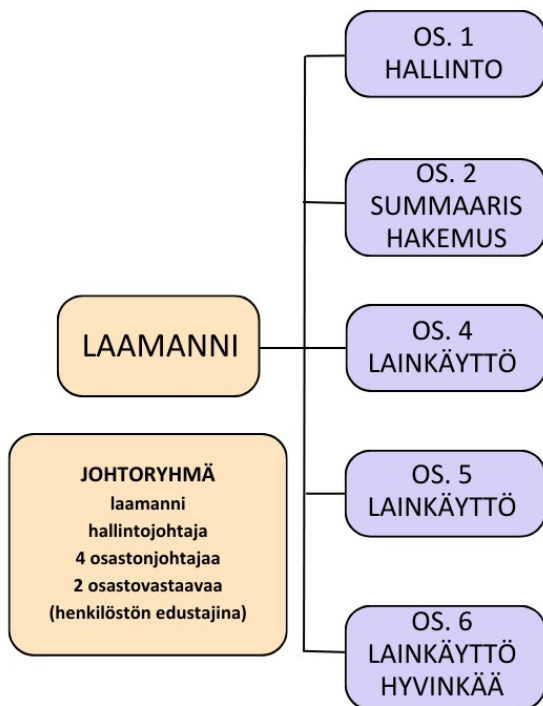 OS. 1
HALLINTO
OS. 2
SUMMAARIS
HAKEMUS
LAAMANNI
OS. 4
LAINKÄYTTÖ
JOHTORYHMÄ
laamanni
hallintojohtaja
4 osastonjohtajaa
2 osastovastaavaa
(henkilöstön edustajina)
OS. 5
LAINKÄYTTÖ
OS. 6
LAINKÄYTTÖ
HYVINKÄÄ